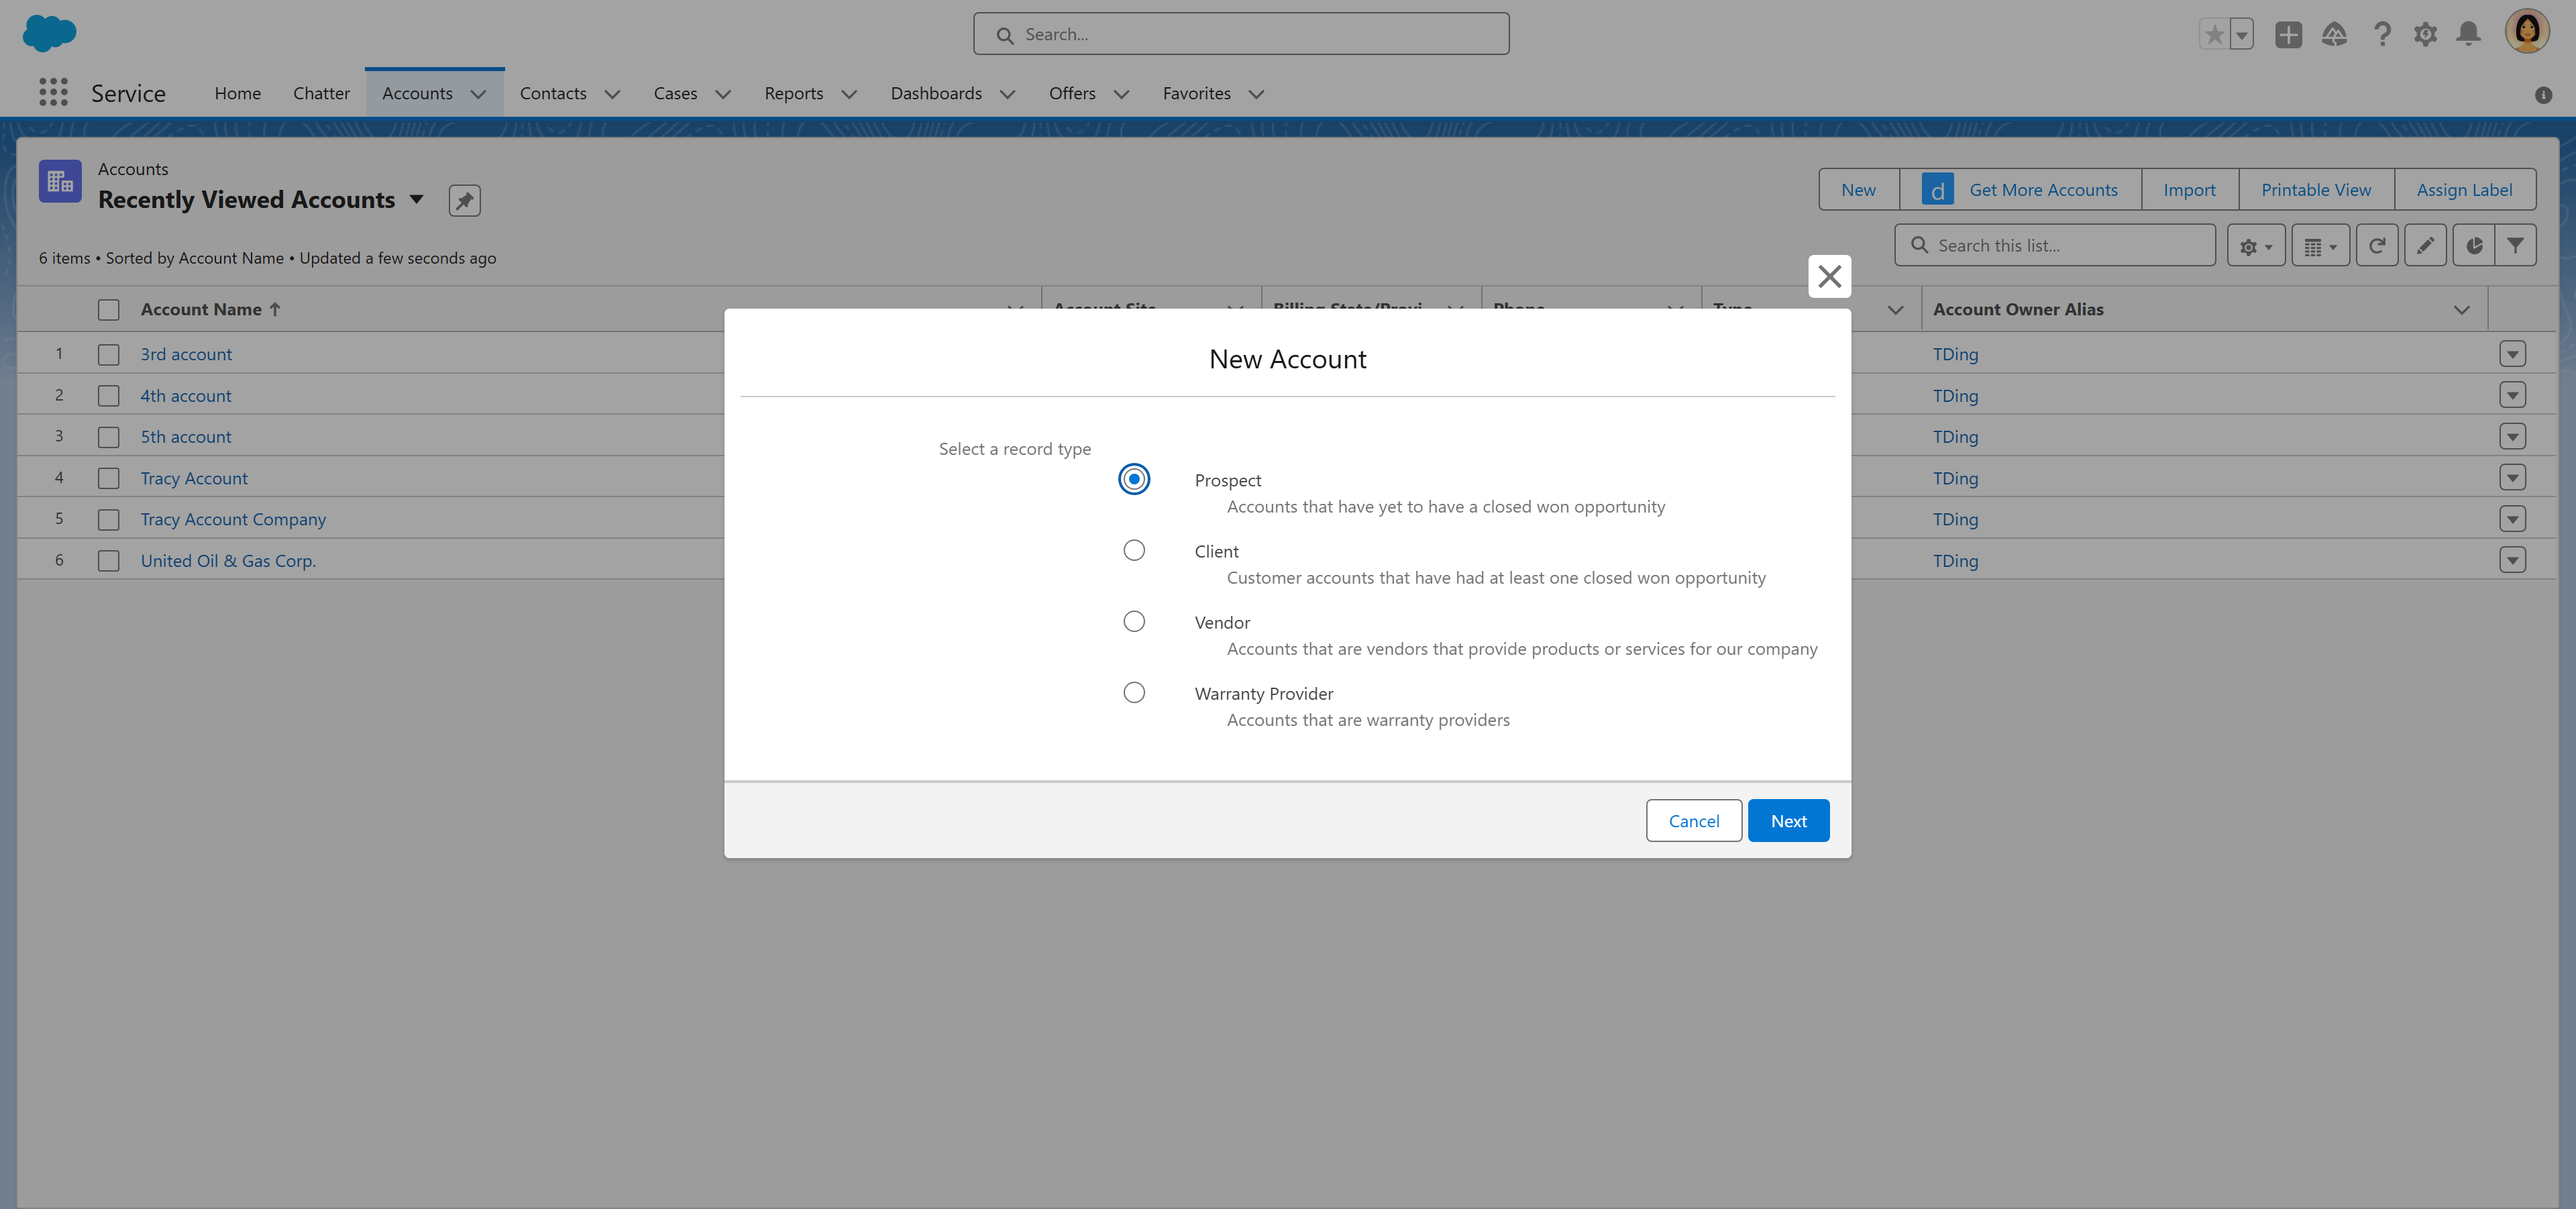 Search...
Service Home Chatter Accounts Contacts Cases Reports Dashboards Offers Favorites
Accounts
Recently Viewed Accounts
New d Get More Accounts Import Printable View Assign Label
6 items • Sorted by Account Name • Updated a few seconds ago
Search this list...
Account Name Account Site Billing State/Provi... Phone Type Account Owner Alias
1 3rd account TDing
2 4th account TDing
3 5th account TDing
4 Tracy Account TDing
5 Tracy Account Company TDing
6 United Oil & Gas Corp. TDing
New Account
Select a record type
Prospect
Accounts that have yet to have a closed won opportunity
Client
Customer accounts that have had at least one closed won opportunity
Vendor
Accounts that are vendors that provide products or services for our company
Warranty Provider
Accounts that are warranty providers
Cancel Next